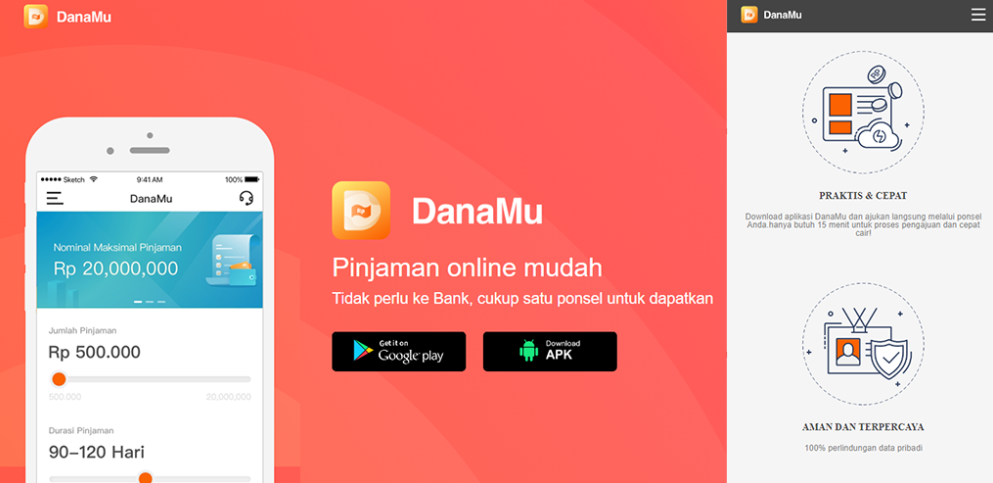 DanaMu
Sketch 9:41 AM 100%
DanaMu
Nominal Maksimal Pinjaman
Rp 20,000,000
Jumlah Pinjaman
Rp 500.000
500.000 20,000,000
Durasi Pinjaman
90-120 Hari
DanaMu
Pinjaman online mudah
Tidak perlu ke Bank, cukup satu ponsel untuk dapatkan
Get it on
Google play
Download
APK
DanaMu
PRAKTIS & CEPAT
Download aplikasi DanaMu dan ajukan langsung melalui ponsel
Anda.hanya butuh 15 menit untuk proses pengajuan dan cepat
cair!
AMAN DAN TERPERCAYA
100% perlindungan data pribadi